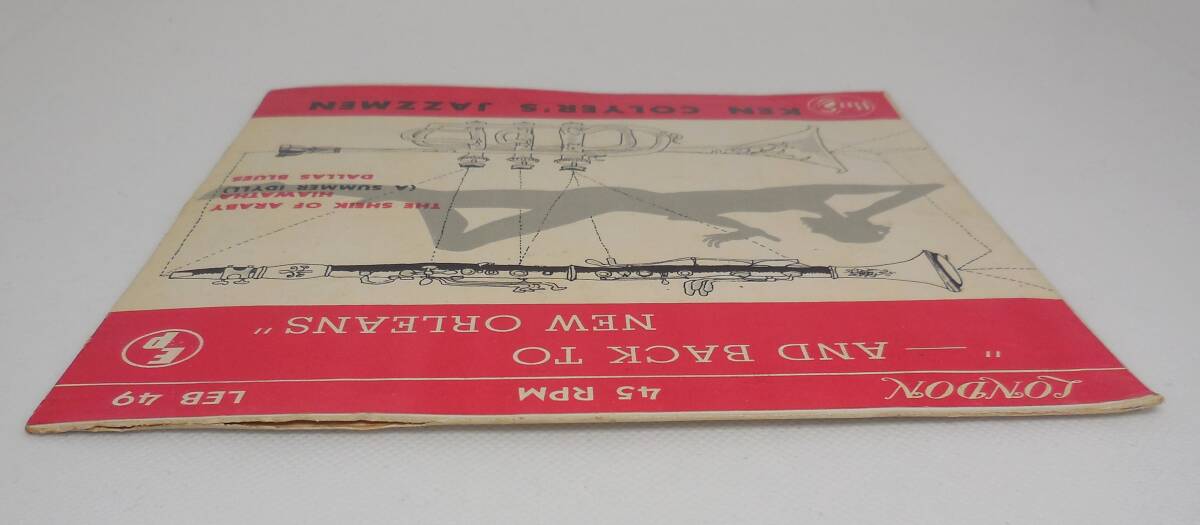 LONDON
45 RPM
LEB 49
"— AND BACK TO
NEW ORLEANS"
EP
THE SHEIK OF ARABY
HIAWATHA
(A SUMMER IDYLL)
DALLAS BLUES
KEN COLYER'S JAZZMEN